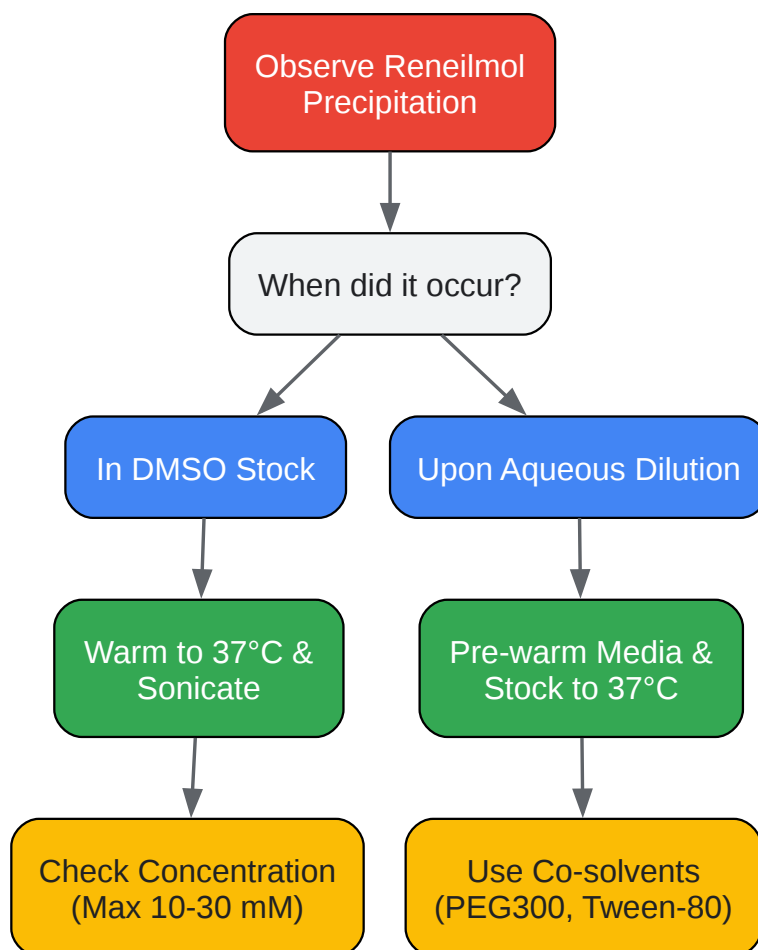 Observe Reneilmol
Precipitation
When did it occur?
In DMSO Stock
Upon Aqueous Dilution
Warm to 37°C &
Sonicate
Pre-warm Media &
Stock to 37°C
Check Concentration
(Max 10-30 mM)
Use Co-solvents
(PEG300, Tween-80)